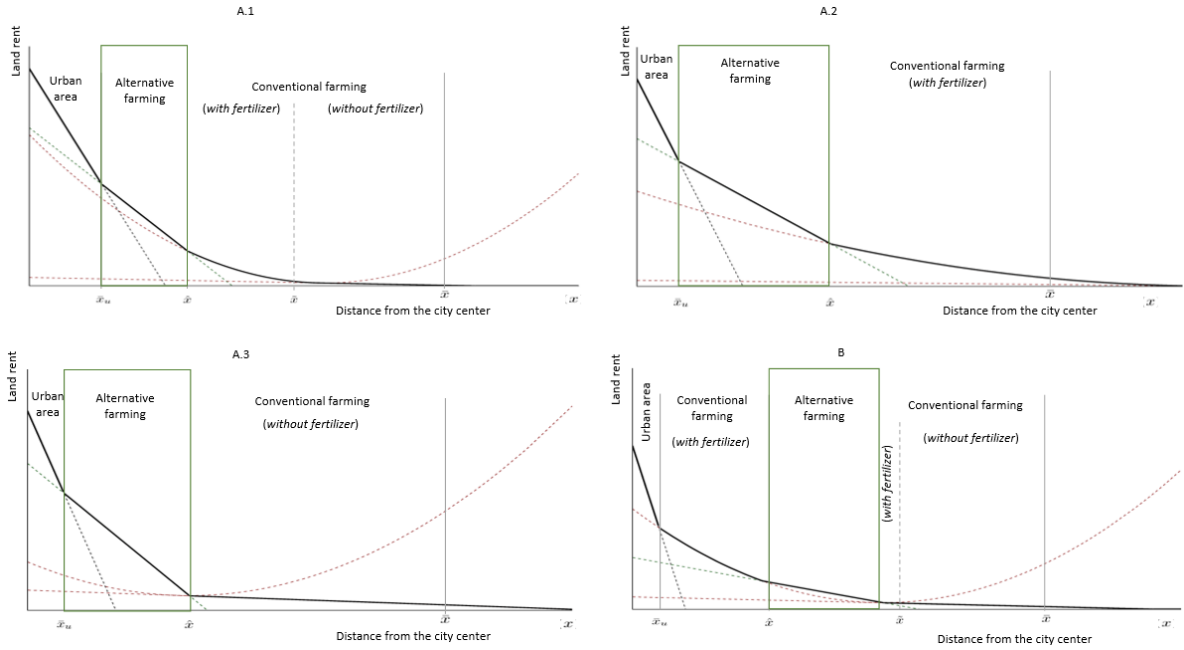 A.1
Land rent
Urban
area
Alternative
farming
Conventional farming
(with fertilizer)
(without fertilizer)
Distance from the city center
A.2
Land rent
Urban
area
Alternative
farming
Conventional farming
(with fertilizer)
Distance from the city center
A.3
Land rent
Urban
area
Alternative
farming
Conventional farming
(without fertilizer)
Distance from the city center
B
Land rent
Urban area
Conventional
farming
(with fertilizer)
Alternative
farming
(with fertilizer)
Conventional farming
(without fertilizer)
Distance from the city center